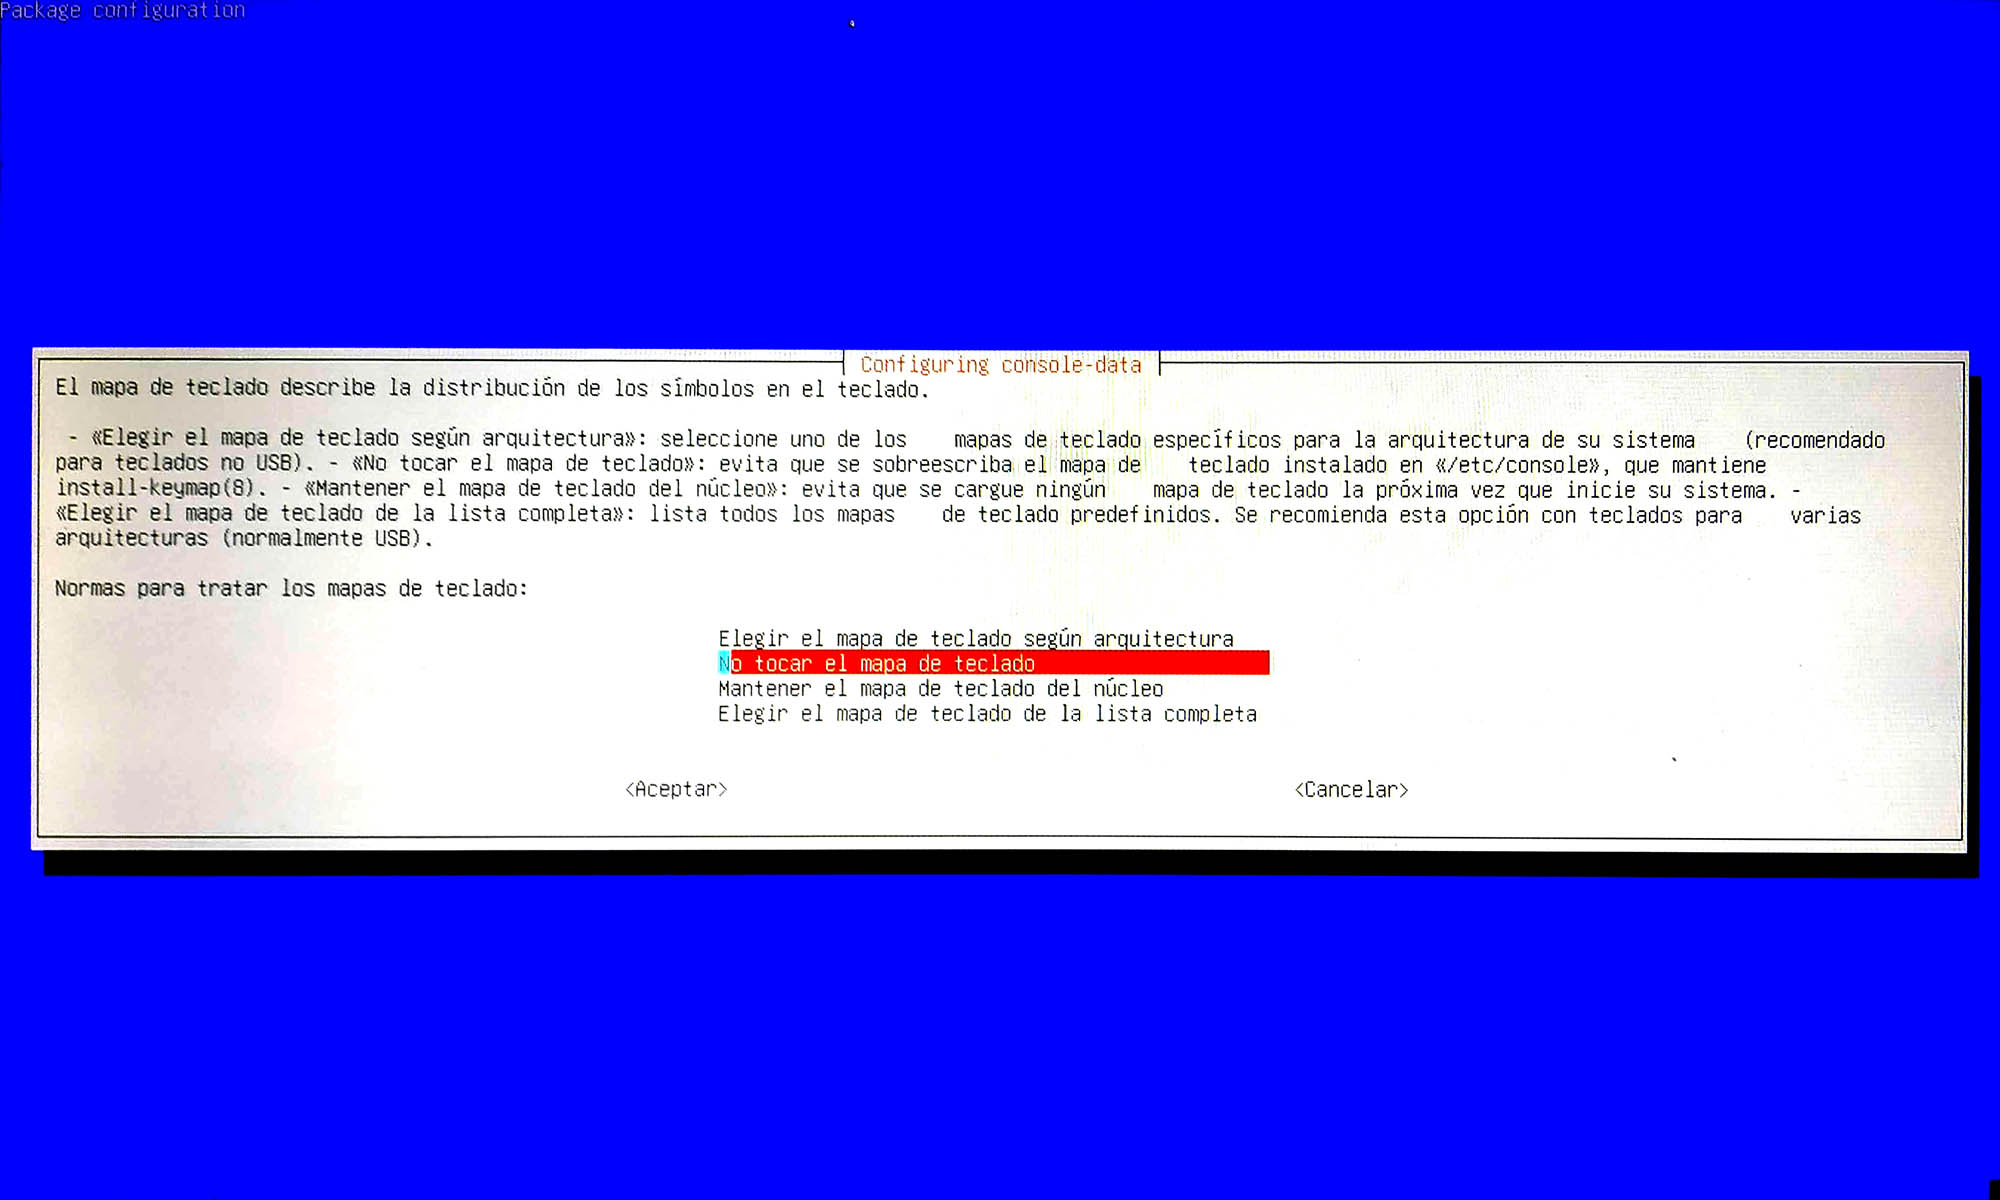 Package configuration
Configuring console-data
El mapa de teclado describe la distribución de los símbolos en el teclado.
- «Elegir el mapa de teclado según arquitectura»: seleccione uno de los    mapas de teclado específicos para la arquitectura de su sistema    (recomendado
para teclados no USB). - «No tocar el mapa de teclado»: evita que se sobreescriba el mapa de    teclado instalado en «/etc/console», que mantiene
install-keymap(8). - «Mantener el mapa de teclado del núcleo»: evita que se cargue ningún    mapa de teclado la próxima vez que inicie su sistema. -
«Elegir el mapa de teclado de la lista completa»: lista todos los mapas    de teclado predefinidos. Se recomienda esta opción con teclados para    varias
arquitecturas (normalmente USB).
Normas para tratar los mapas de teclado:
Elegir el mapa de teclado según arquitectura
No tocar el mapa de teclado
Mantener el mapa de teclado del núcleo
Elegir el mapa de teclado de la lista completa
<Aceptar>
<Cancelar>